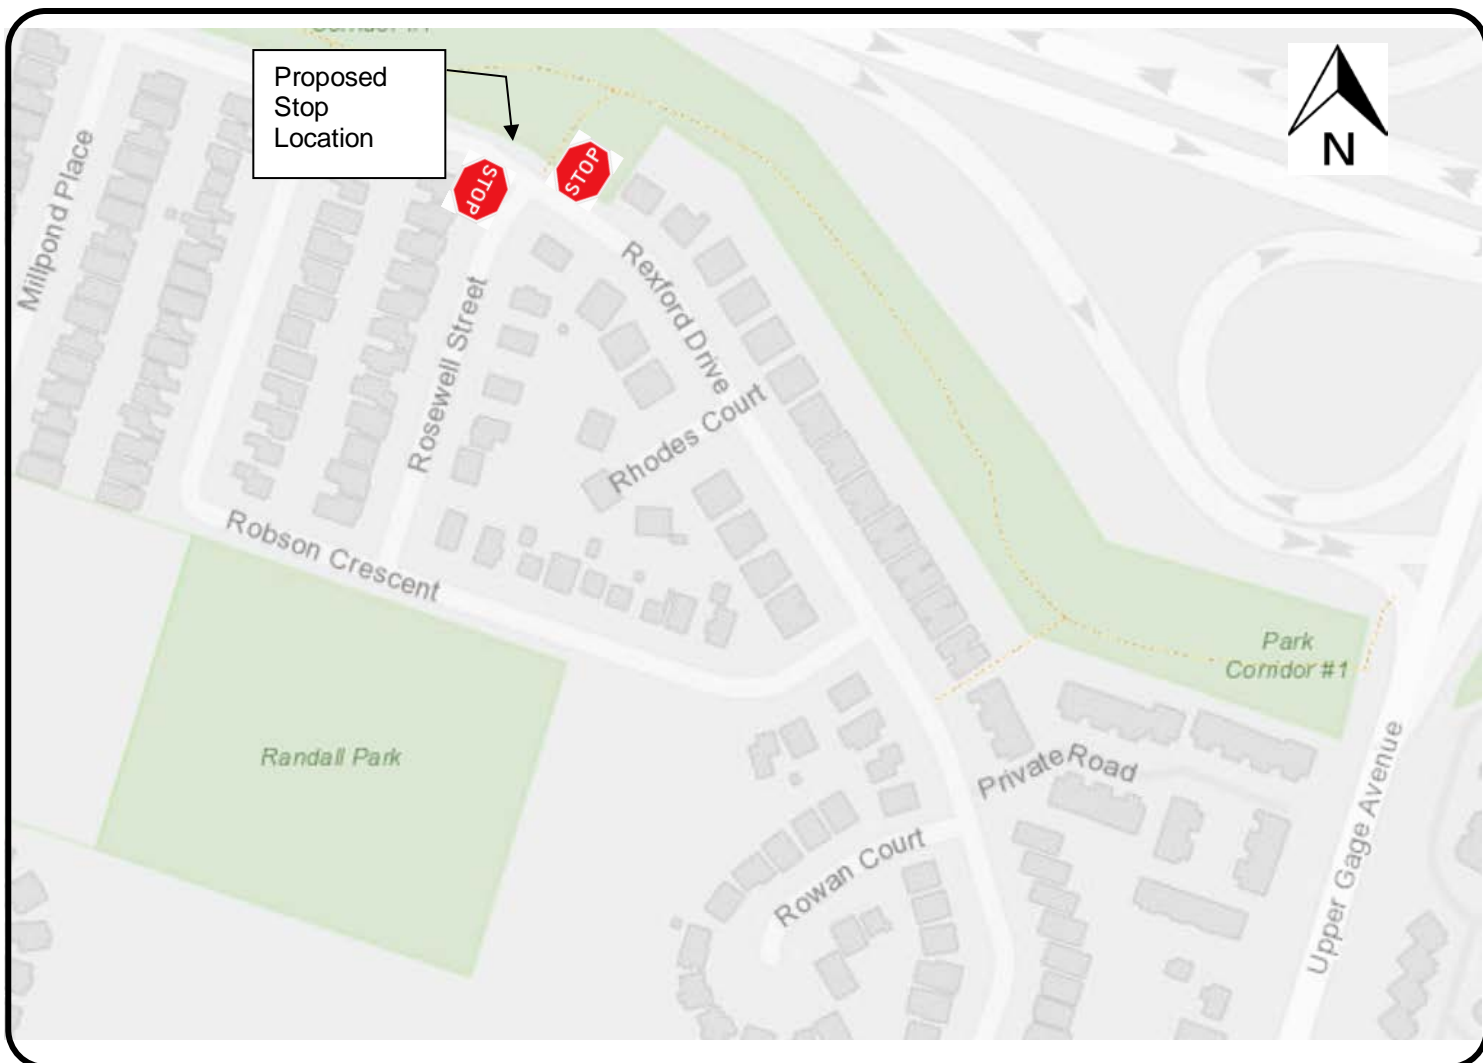 Proposed
Stop
Location
STOP
STOP
N
Millpond Place
Rosewell Street
Rexford Drive
Rhodes Court
Robson Crescent
Randall Park
Park
Corridor #1
Private Road
Rowan Court
Upper Gage Avenue